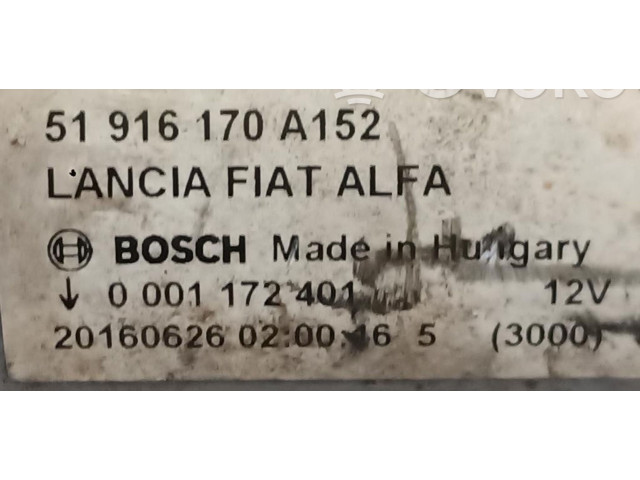 51 916 170 A152
LANCIA FIAT ALFA
BOSCH Made in Hungary
↓ 0 001 172 401 12V
20160626 02:00:16 5 (3000)